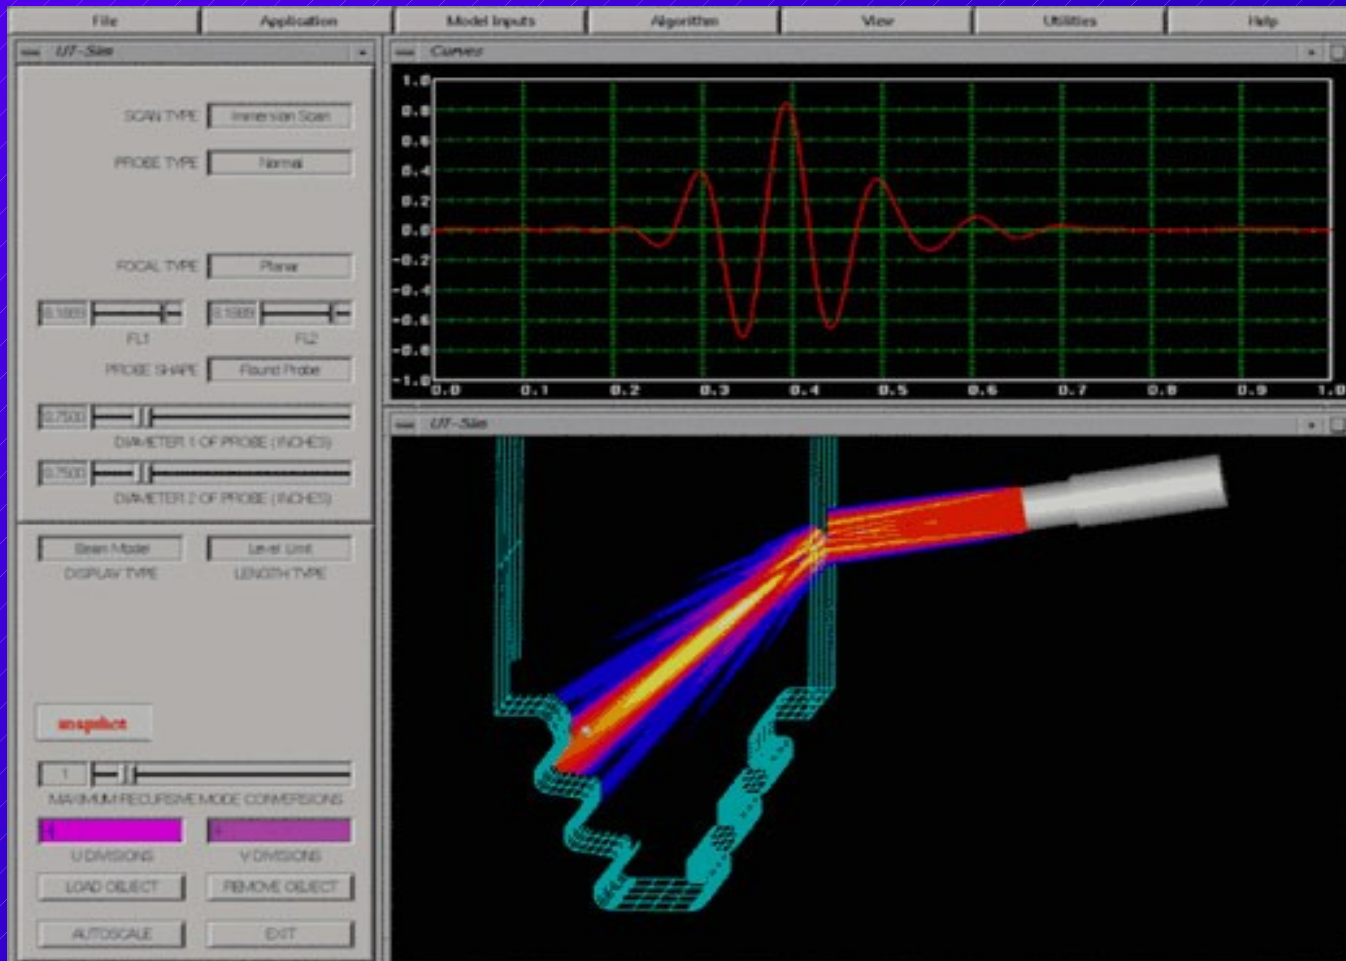 File Application Model Inputs Algorithm View Utilities Help
UT-Sim
SCAN TYPE Immersion Scan
PROBE TYPE Normal
FOCAL TYPE Planar
FL1 FL2
PROBE SHAPE Round Probe
0.7500
DIAMETER 1 OF PROBE (INCHES)
0.7500
DIAMETER 2 OF PROBE (INCHES)
Beam Model Level Limit
DISPLAY TYPE LENGTH TYPE
snapshot
1
MAXIMUM RECURSIVE MODE CONVERSIONS
U DIVISIONS V DIVISIONS
LOAD OBJECT REMOVE OBJECT
AUTOSCALE EXIT
Curves
1.0
0.8
0.6
0.4
0.2
0.0
-0.2
-0.4
-0.6
-0.8
-1.0
0.0 0.1 0.2 0.3 0.4 0.5 0.6 0.7 0.8 0.9 1.0
UT-Sim